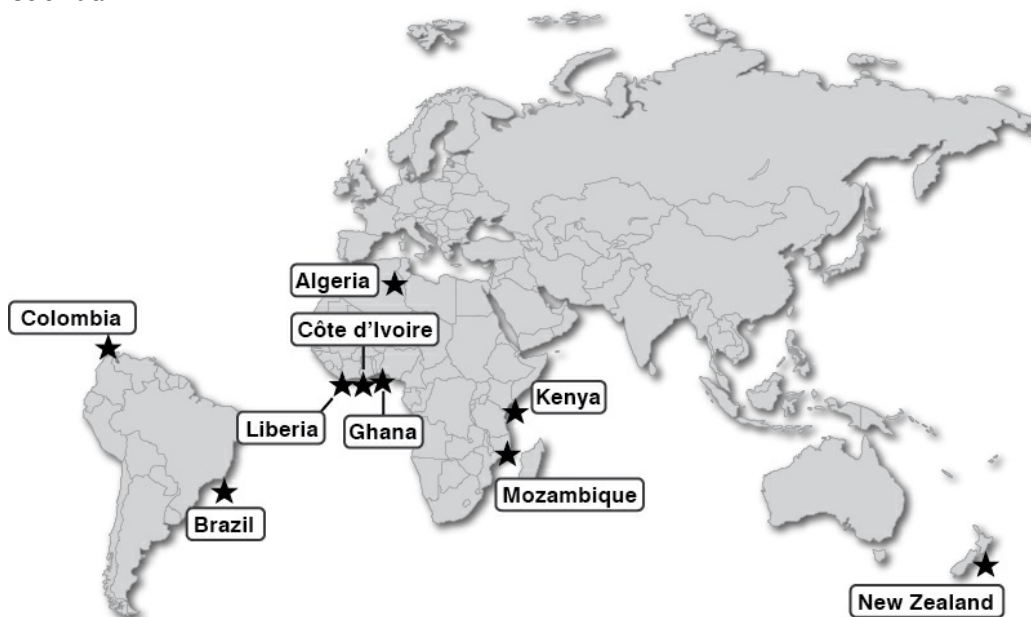 Algeria
Colombia
Côte d’Ivoire
Kenya
Liberia
Ghana
Mozambique
Brazil
New Zealand